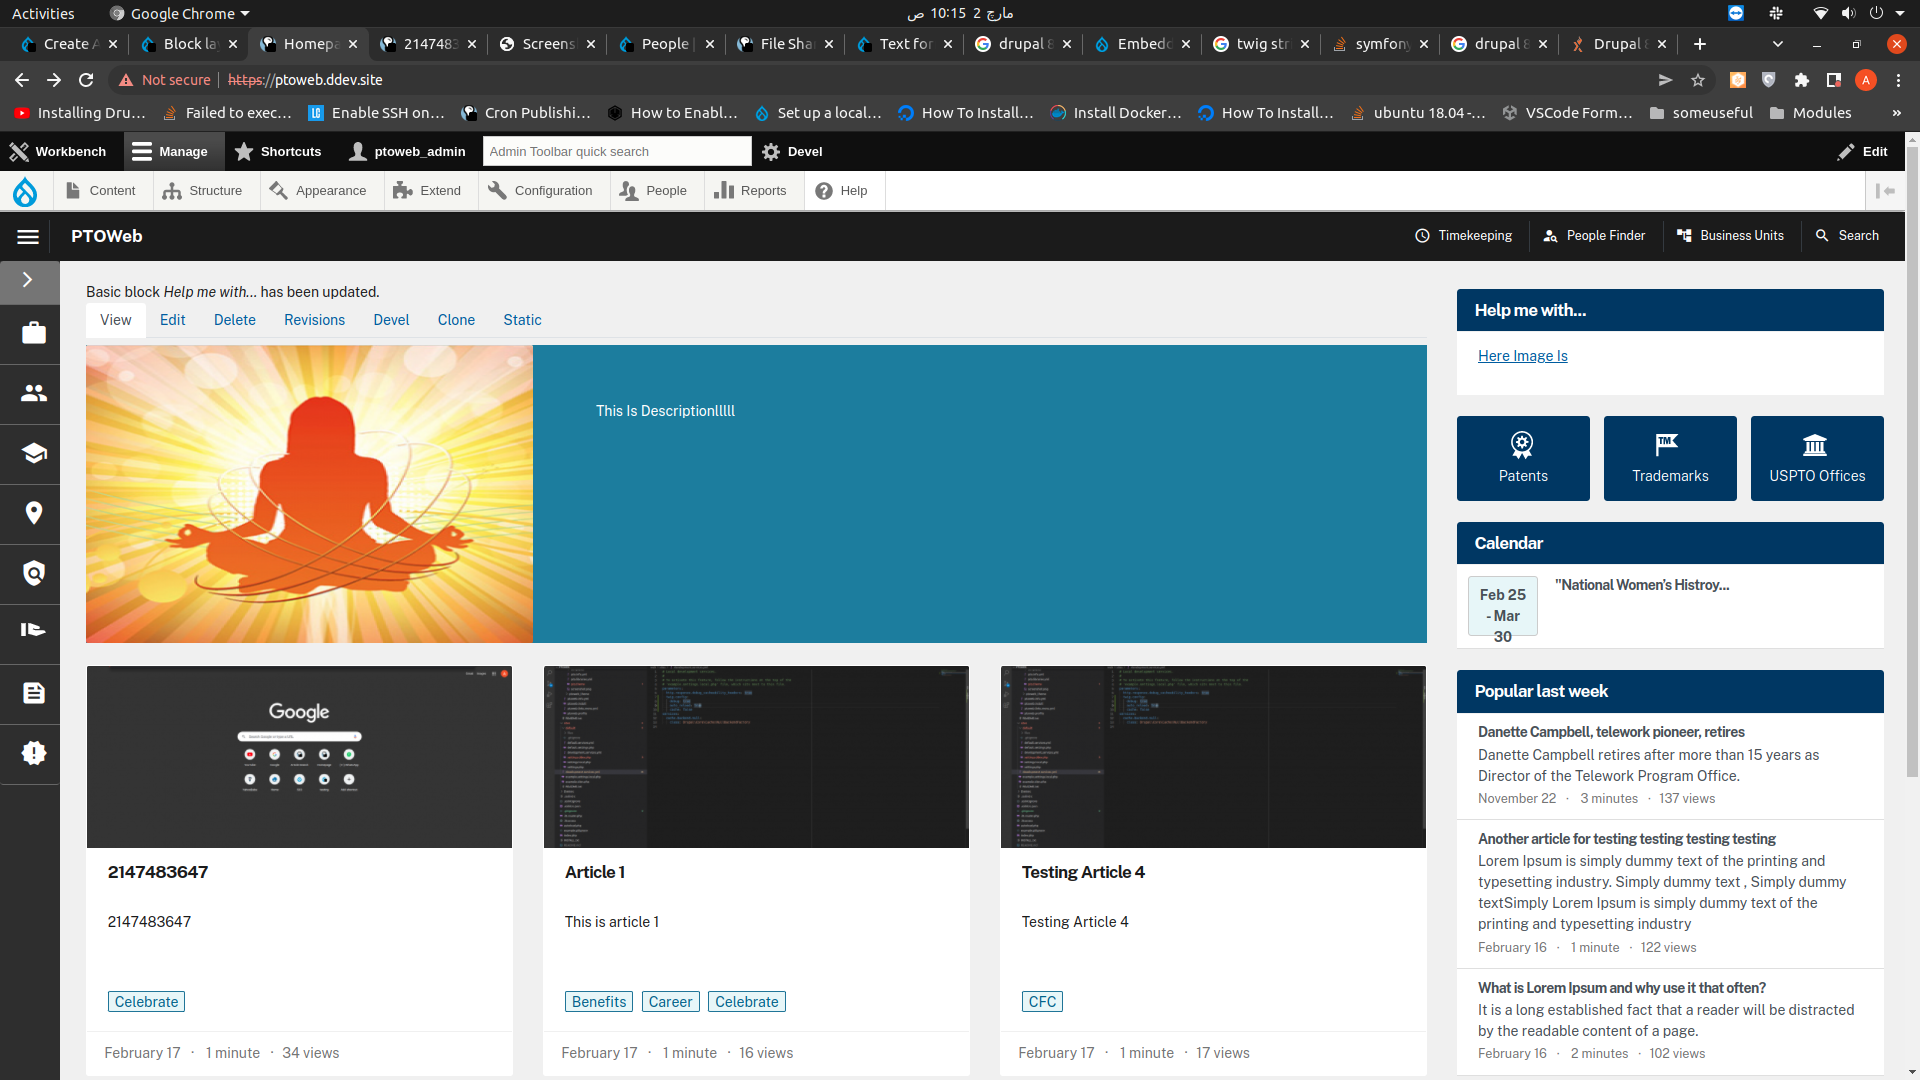 Activities
Google Chrome
مارچ 2  10:15 ص
Create A
Block la
Homepa
2147483
Screens
People |
File Sha
Text for
drupal 8
Embedd
twig str
symfony
drupal 8
Drupal 8
Not secure
https://ptoweb.ddev.site
Installing Dru...
Failed to exec...
Enable SSH on...
Cron Publishi...
How to Enabl...
Set up a local...
How To Install...
Install Docker...
How To Install...
ubuntu 18.04 -...
VSCode Form...
someuseful
Modules
»
Workbench
Manage
Shortcuts
ptoweb_admin
Admin Toolbar quick search
Devel
Edit
Content
Structure
Appearance
Extend
Configuration
People
Reports
Help
PTOWeb
Timekeeping
People Finder
Business Units
Search
Basic block Help me with... has been updated.
View
Edit
Delete
Revisions
Devel
Clone
Static
This Is Descriptionlllll
Google
2147483647
2147483647
Celebrate
February 17 · 1 minute · 34 views
Article 1
This is article 1
Benefits
Career
Celebrate
February 17 · 1 minute · 16 views
Testing Article 4
Testing Article 4
CFC
February 17 · 1 minute · 17 views
Help me with...
Here Image Is
Patents
TM
Trademarks
USPTO Offices
Calendar
Feb 25
- Mar
30
"National Women's Histroy...
Popular last week
Danette Campbell, telework pioneer, retires
Danette Campbell retires after more than 15 years as
Director of the Telework Program Office.
November 22 · 3 minutes · 137 views
Another article for testing testing testing testing
Lorem Ipsum is simply dummy text of the printing and
typesetting industry. Simply dummy text , Simply dummy
textSimply Lorem Ipsum is simply dummy text of the
printing and typesetting industry
February 16 · 1 minute · 122 views
What is Lorem Ipsum and why use it that often?
It is a long established fact that a reader will be distracted
by the readable content of a page.
February 16 · 2 minutes · 102 views